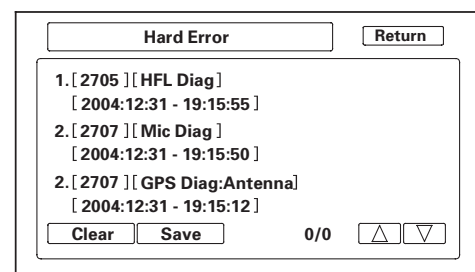 Hard Error Return
1.[2705][HFL Diag]
[2004:12:31 - 19:15:55]
2.[2707][Mic Diag]
[2004:12:31 - 19:15:50]
2.[2707][GPS Diag:Antenna]
[2004:12:31 - 19:15:12]
Clear Save 0/0 △ ▽